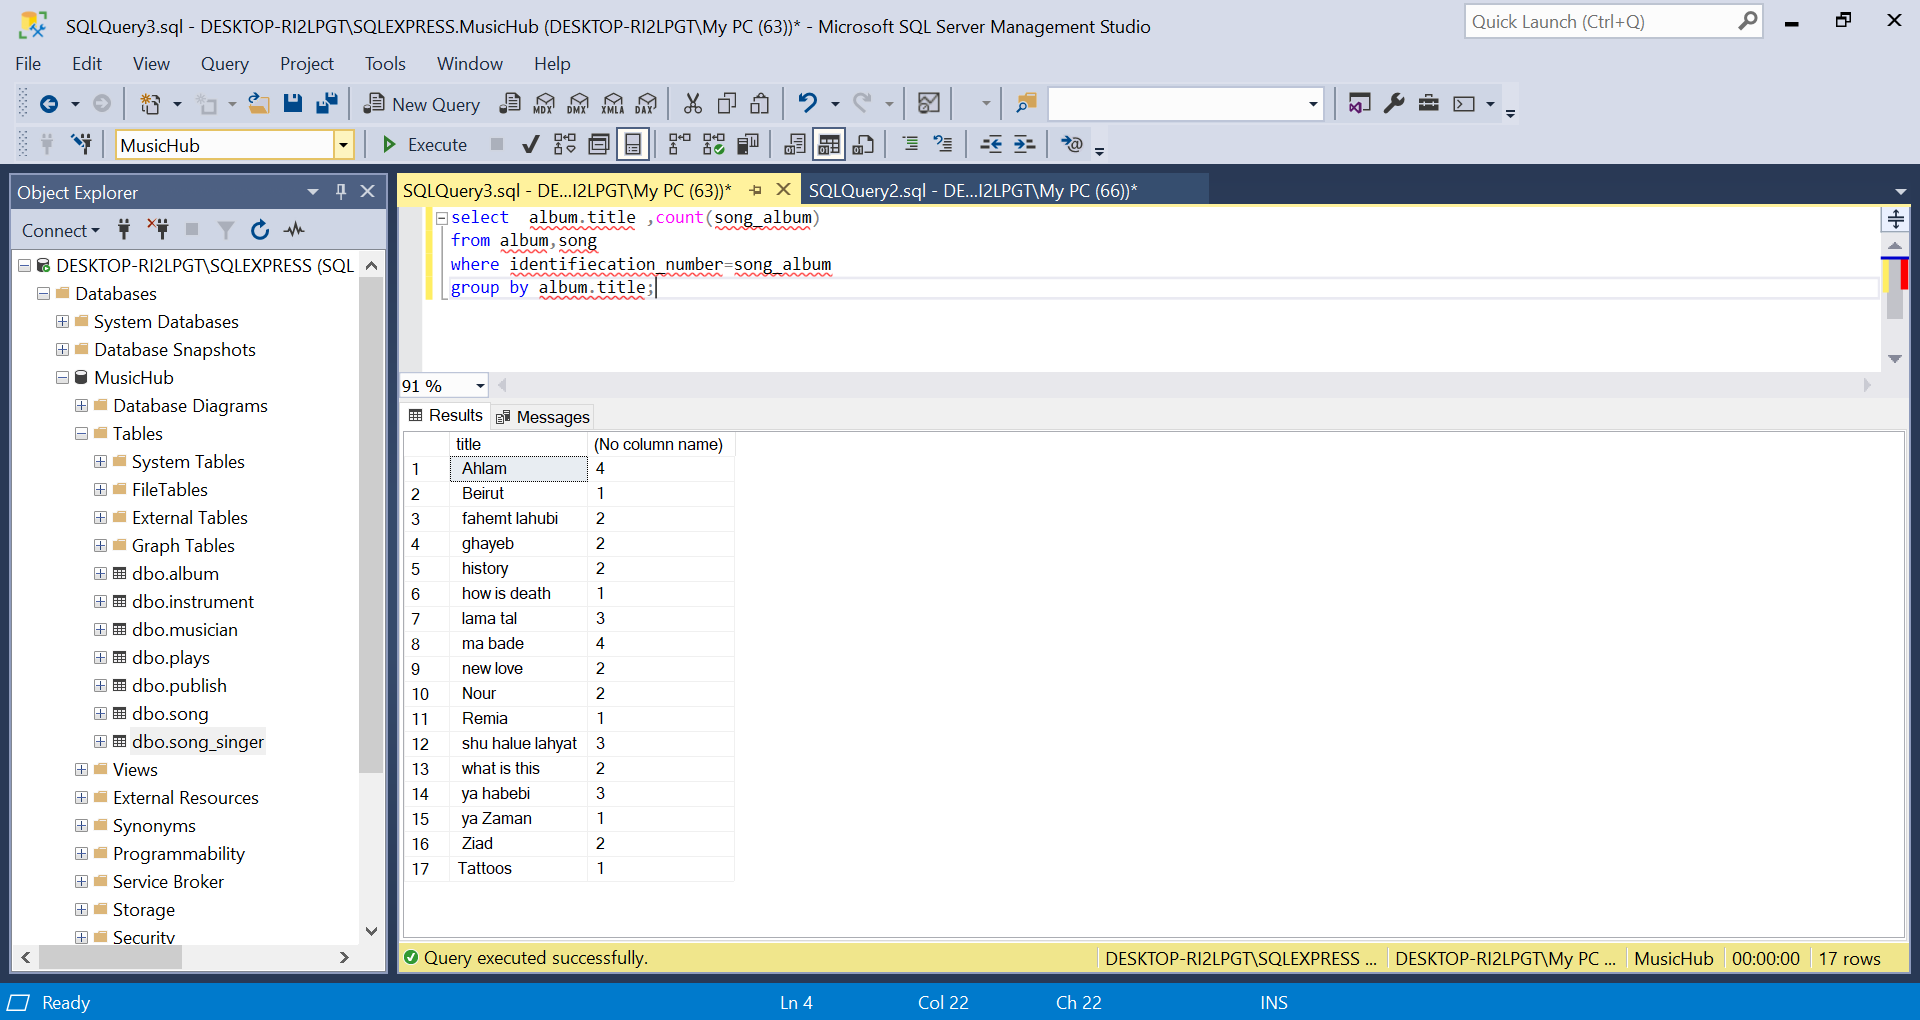 SQLQuery3.sql - DESKTOP-RI2LPGT\SQLEXPRESS.MusicHub (DESKTOP-RI2LPGT\My PC (63))* - Microsoft SQL Server Management Studio
Quick Launch (Ctrl+Q)
File Edit View Query Project Tools Window Help
New Query MDX DMX XMLA DAX
MusicHub Execute
Object Explorer
Connect
DESKTOP-RI2LPGT\SQLEXPRESS (SQL
Databases
System Databases
Database Snapshots
MusicHub
Database Diagrams
Tables
System Tables
FileTables
External Tables
Graph Tables
dbo.album
dbo.instrument
dbo.musician
dbo.plays
dbo.publish
dbo.song
dbo.song_singer
Views
External Resources
Synonyms
Programmability
Service Broker
Storage
Security
SQLQuery3.sql - DE...I2LPGT\My PC (63))* SQLQuery2.sql - DE...I2LPGT\My PC (66))*
select album.title ,count(song_album)
from album,song
where identifiecation_number=song_album
group by album.title;
91 %
Results Messages
title (No column name)
1 Ahlam 4
2 Beirut 1
3 fahemt lahubi 2
4 ghayeb 2
5 history 2
6 how is death 1
7 lama tal 3
8 ma bade 4
9 new love 2
10 Nour 2
11 Remia 1
12 shu halue lahyat 3
13 what is this 2
14 ya habebi 3
15 ya Zaman 1
16 Ziad 2
17 Tattoos 1
Query executed successfully. DESKTOP-RI2LPGT\SQLEXPRESS ... DESKTOP-RI2LPGT\My PC ... MusicHub 00:00:00 17 rows
Ready Ln 4 Col 22 Ch 22 INS